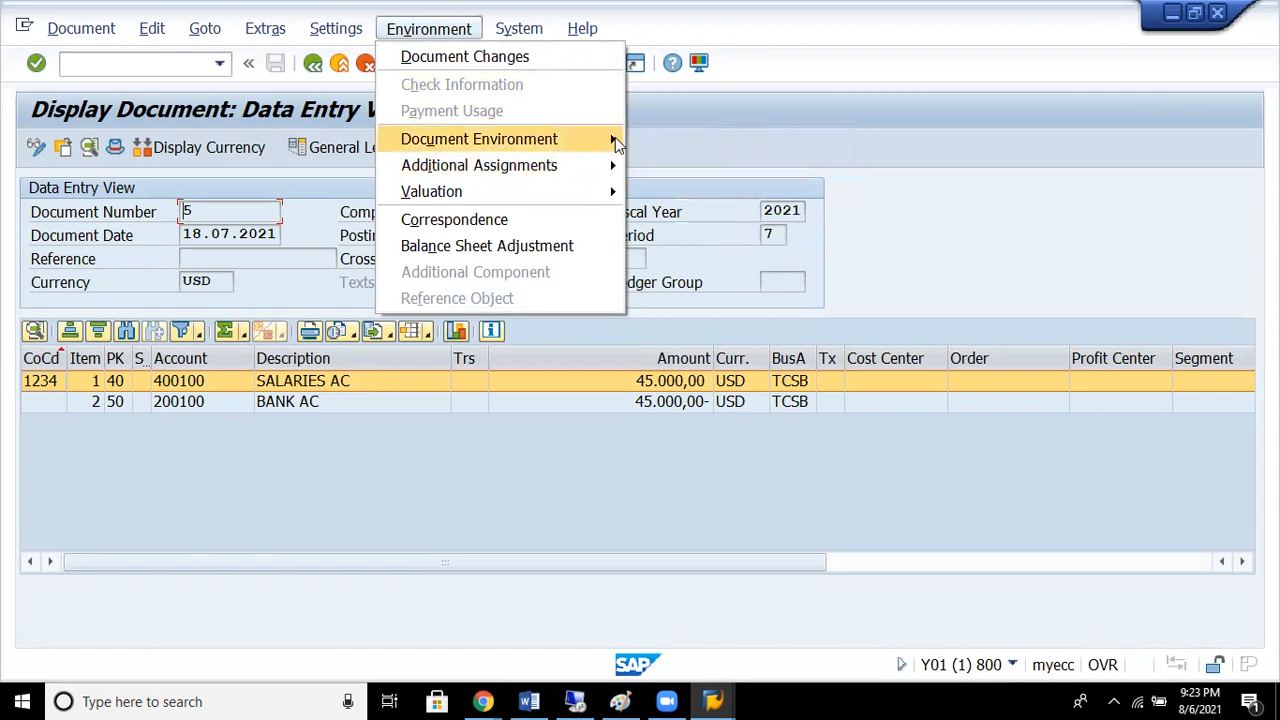 Document Edit Goto Extras Settings Environment System Help
Document Changes
Check Information
Payment Usage
Document Environment
Additional Assignments
Valuation
Correspondence
Balance Sheet Adjustment
Additional Component
Reference Object
Display Document: Data Entry V
Display Currency General Le
Data Entry View
Document Number 5 Comp scal Year 2021
Document Date 18.07.2021 Postin eriod 7
Reference Cross
Currency USD Texts edger Group
CoCd Item PK S... Account Description Trs Amount Curr. BusA Tx Cost Center Order Profit Center Segment
1234 1 40 400100 SALARIES AC 45.000,00 USD TCSB
2 50 200100 BANK AC 45.000,00- USD TCSB
SAP Y01 (1) 800 myecc OVR
Type here to search
9:23 PM
8/6/2021
1